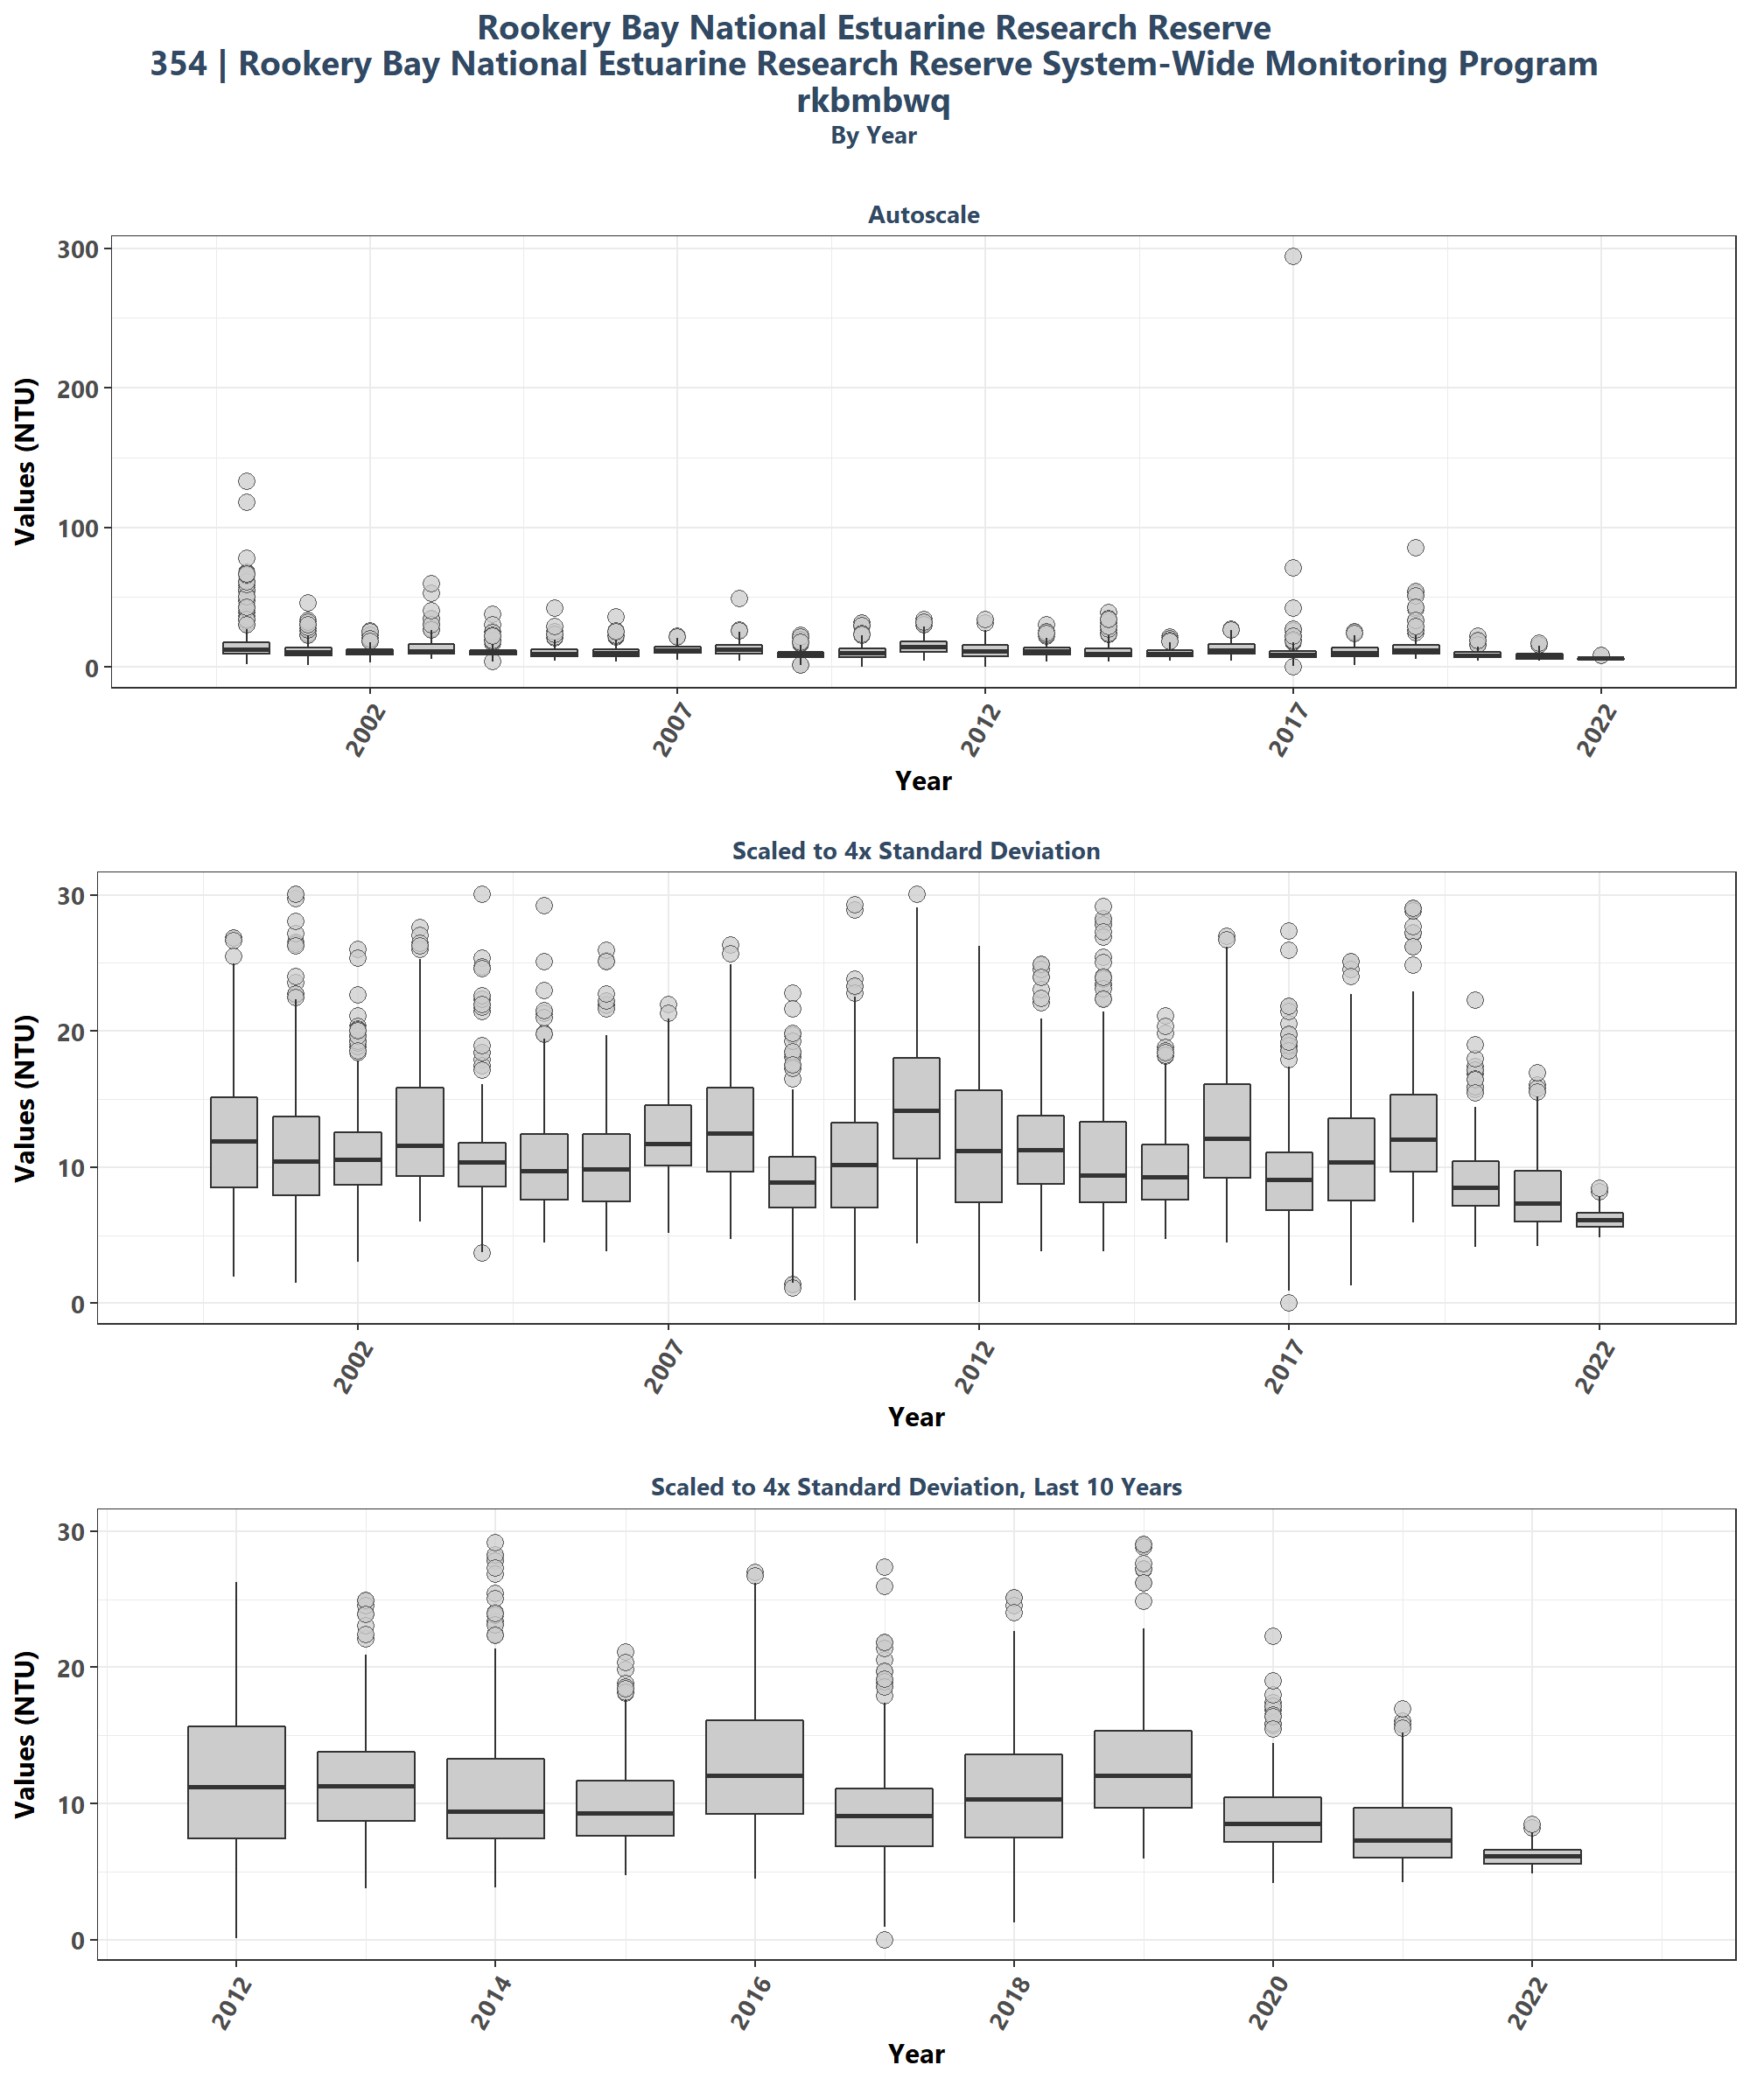 Rookery Bay National Estuarine Research Reserve
354 | Rookery Bay National Estuarine Research Reserve System-Wide Monitoring Program
rkbmbwq
By Year
Autoscale
Values (NTU)
300
200
100
0
2002
2007
2012
2017
2022
Year
Scaled to 4x Standard Deviation
Values (NTU)
30
20
10
0
2002
2007
2012
2017
2022
Year
Scaled to 4x Standard Deviation, Last 10 Years
Values (NTU)
30
20
10
0
2012
2014
2016
2018
2020
2022
Year